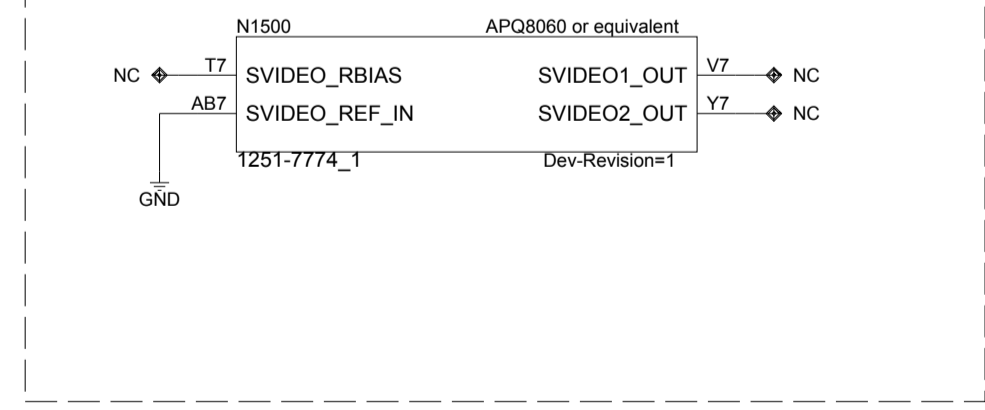 N1500 APQ8060 or equivalent
NC T7 SVIDEO_RBIAS SVIDEO1_OUT V7 NC
AB7 SVIDEO_REF_IN SVIDEO2_OUT Y7 NC
1251-7774_1 Dev-Revision=1
GND